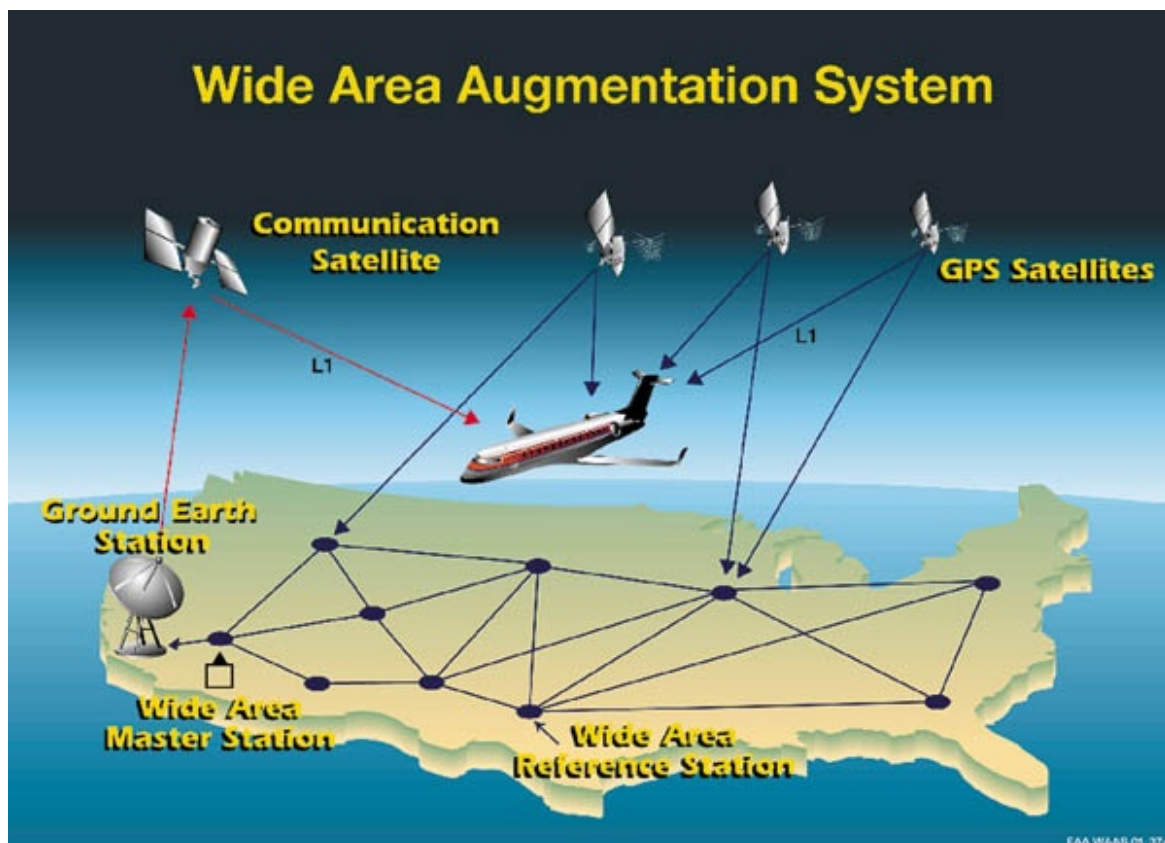 Wide Area Augmentation System
Communication
Satellite
GPS Satellites
L1
L1
Ground Earth
Station
Wide Area
Master Station
Wide Area
Reference Station